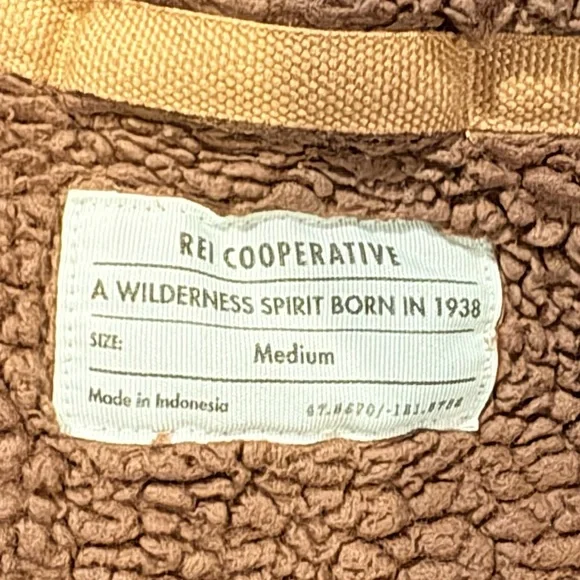 REI COOPERATIVE
A WILDERNESS SPIRIT BORN IN 1938
SIZE:
Medium
Made in Indonesia